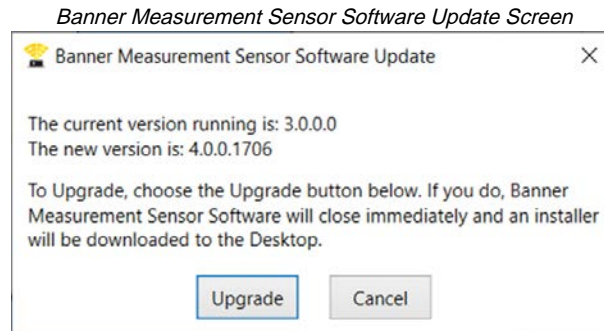 Banner Measurement Sensor Software Update Screen
Banner Measurement Sensor Software Update
The current version running is: 3.0.0.0
The new version is: 4.0.0.1706
To Upgrade, choose the Upgrade button below. If you do, Banner
Measurement Sensor Software will close immediately and an installer
will be downloaded to the Desktop.
Upgrade Cancel